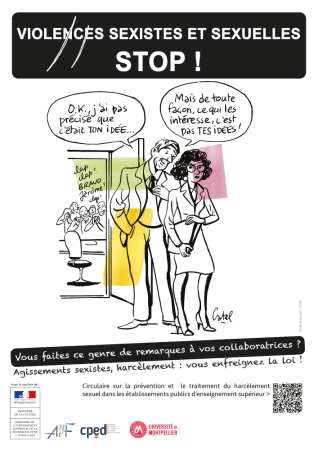 VIOLENCES SEXISTES ET SEXUELLES
STOP !
O.K, j'ai pas
précisé que
c'était TON IDÉE...
Mais de toute
façon, ce qui les
intéresse, c'est
pas TES IDÉES !
clap
clap !
BRAVO
Jérôme !
clap
Catel
Vous faites ce genre de remarques à vos collaboratrices ?
Agissements sexistes, harcèlement : vous enfreignez la loi !
Circulaire sur la prévention et le traitement du harcèlement
sexuel dans les établissements publics d'enseignement supérieur >
cped
UNIVERSITÉ DE
MONTPELLIER